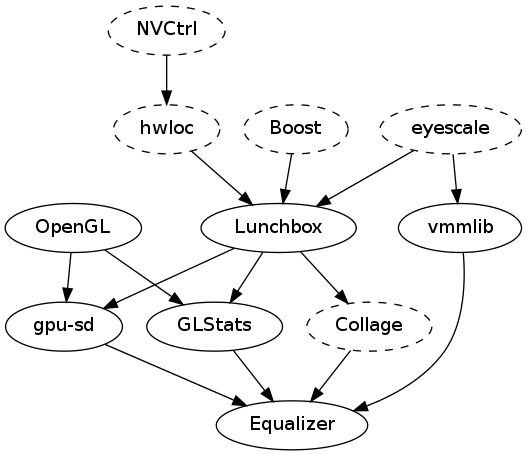 NVCtrl
hwloc
Boost
eyescale
OpenGL
Lunchbox
vmmlib
gpu-sd
GLStats
Collage
Equalizer